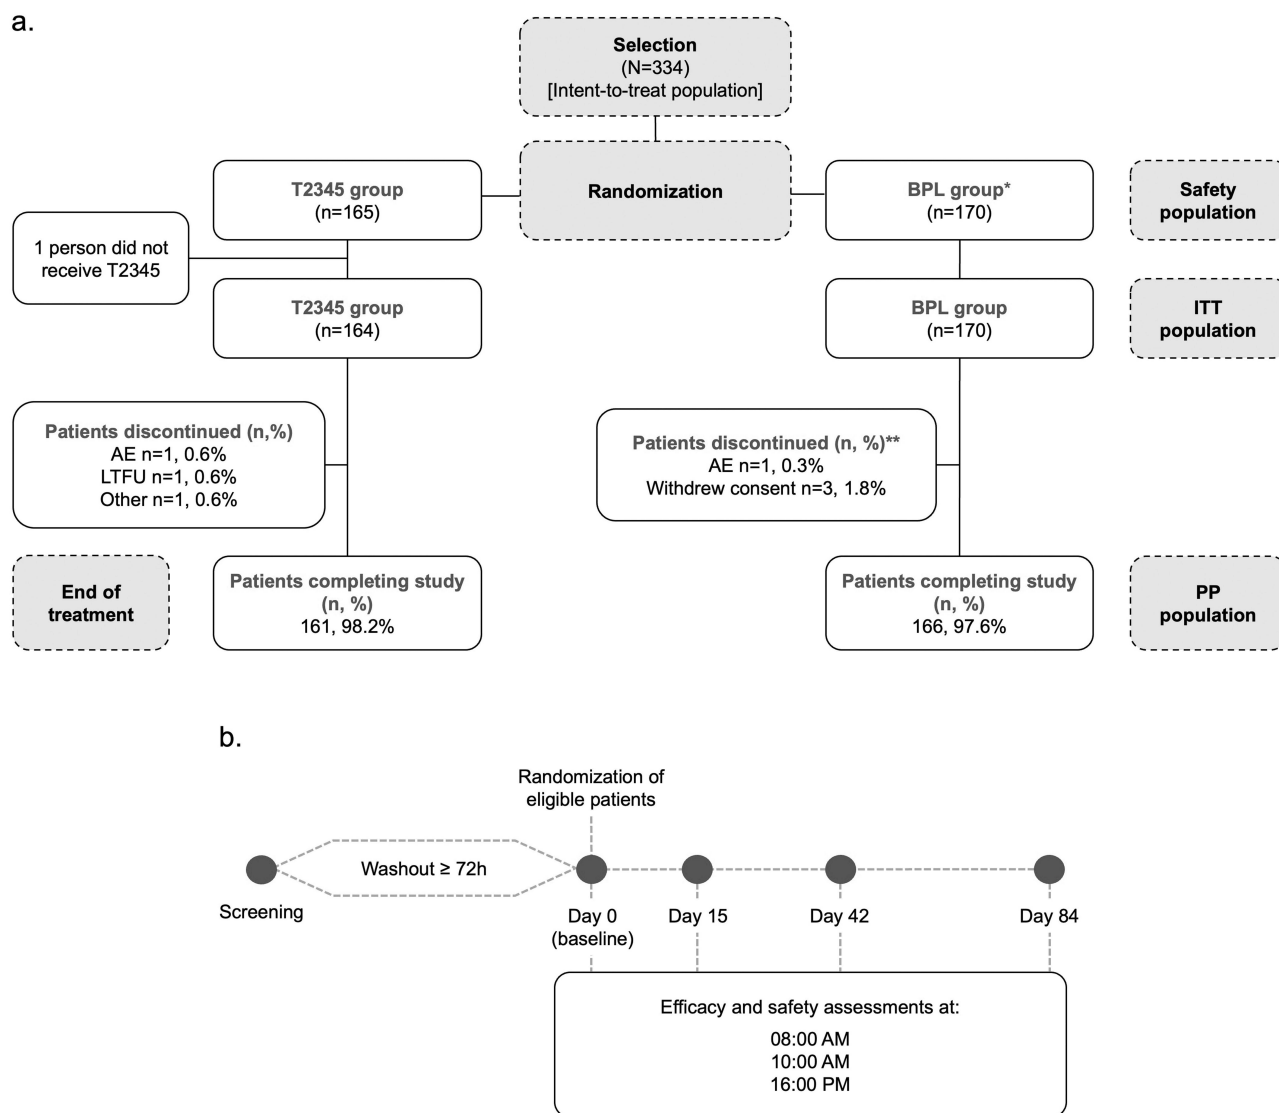 a.
Selection
(N=334)
[Intent-to-treat population]
T2345 group
(n=165)
Randomization
BPL group*
(n=170)
Safety
population
1 person did not
receive T2345
T2345 group
(n=164)
BPL group
(n=170)
ITT
population
Patients discontinued (n,%)
AE n=1, 0.6%
LTFU n=1, 0.6%
Other n=1, 0.6%
Patients discontinued (n, %)**
AE n=1, 0.3%
Withdrew consent n=3, 1.8%
End of
treatment
Patients completing study
(n, %)
161, 98.2%
Patients completing study
(n, %)
166, 97.6%
PP
population
b.
Randomization of
eligible patients
Washout ≥ 72h
Screening
Day 0
(baseline)
Day 15
Day 42
Day 84
Efficacy and safety assessments at:
08:00 AM
10:00 AM
16:00 PM